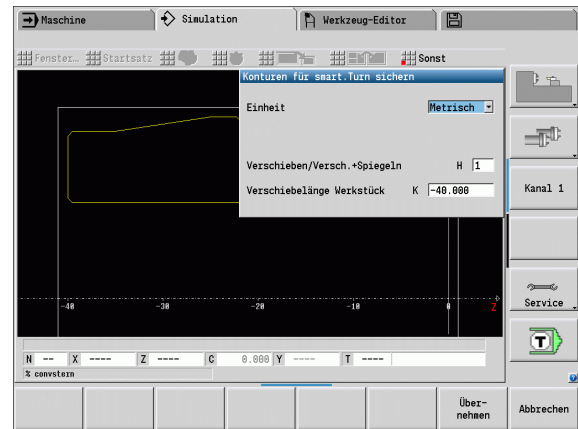 Maschine
Simulation
Werkzeug-Editor
Fenster... Startsatz Sonst
Konturen für smart.Turn sichern
Einheit Metrisch
Verschieben/Versch.+Spiegeln H 1
Verschiebelänge Werkstück K -40.000
Kanal 1
-40 -30 -20 -10 0 Z
Service
T
N -- X ---- Z ---- C 0.000 Y ---- T ----
% convstern
Über-
nehmen
Abbrechen